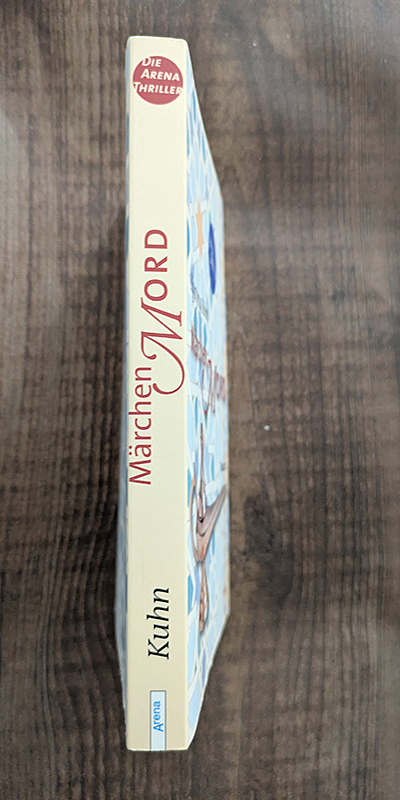 DIE
ARENA
THRILLER
Märchen
MORD
Kuhn
Arena